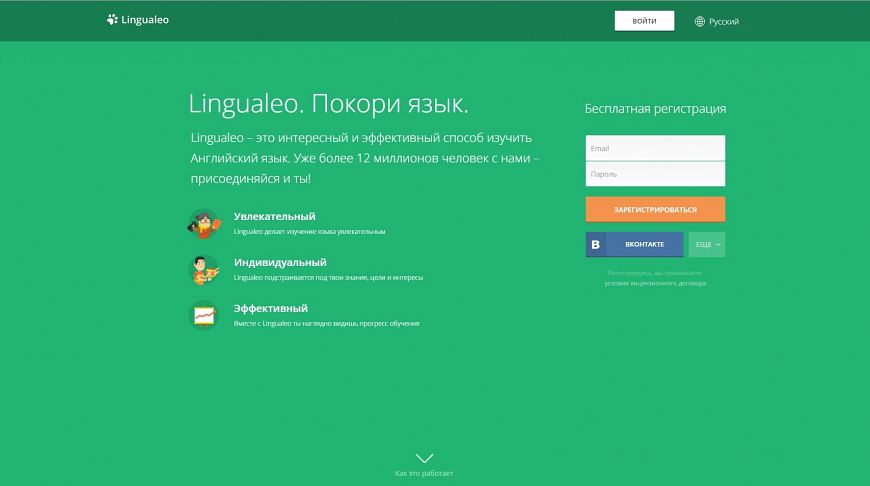 Lingualeo
ВОЙТИ
Русский
Lingualeo. Покори язык.
Lingualeo – это интересный и эффективный способ изучить
Английский язык. Уже более 12 миллионов человек с нами –
присоединяйся и ты!
Увлекательный
Lingualeo делает изучение языка увлекательным
Индивидуальный
Lingualeo подстраивается под твои знания, цели и интересы
Эффективный
Вместе с Lingualeo ты наглядно видишь прогресс обучения
Бесплатная регистрация
Email
Пароль
ЗАРЕГИСТРИРОВАТЬСЯ
В ВКОНТАКТЕ
ЕЩЕ
Регистрируясь, вы принимаете
условия лицензионного договора
Как это работает